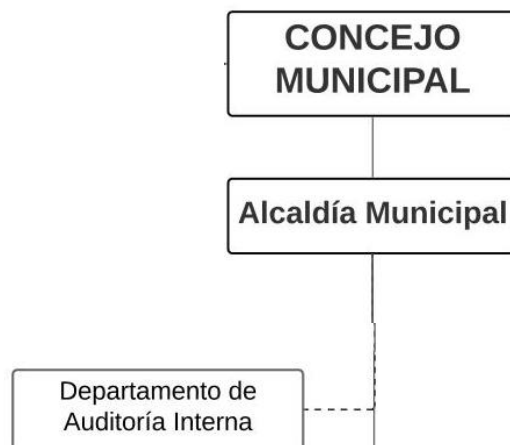 CONCEJO
MUNICIPAL
Alcaldía Municipal
Departamento de
Auditoría Interna